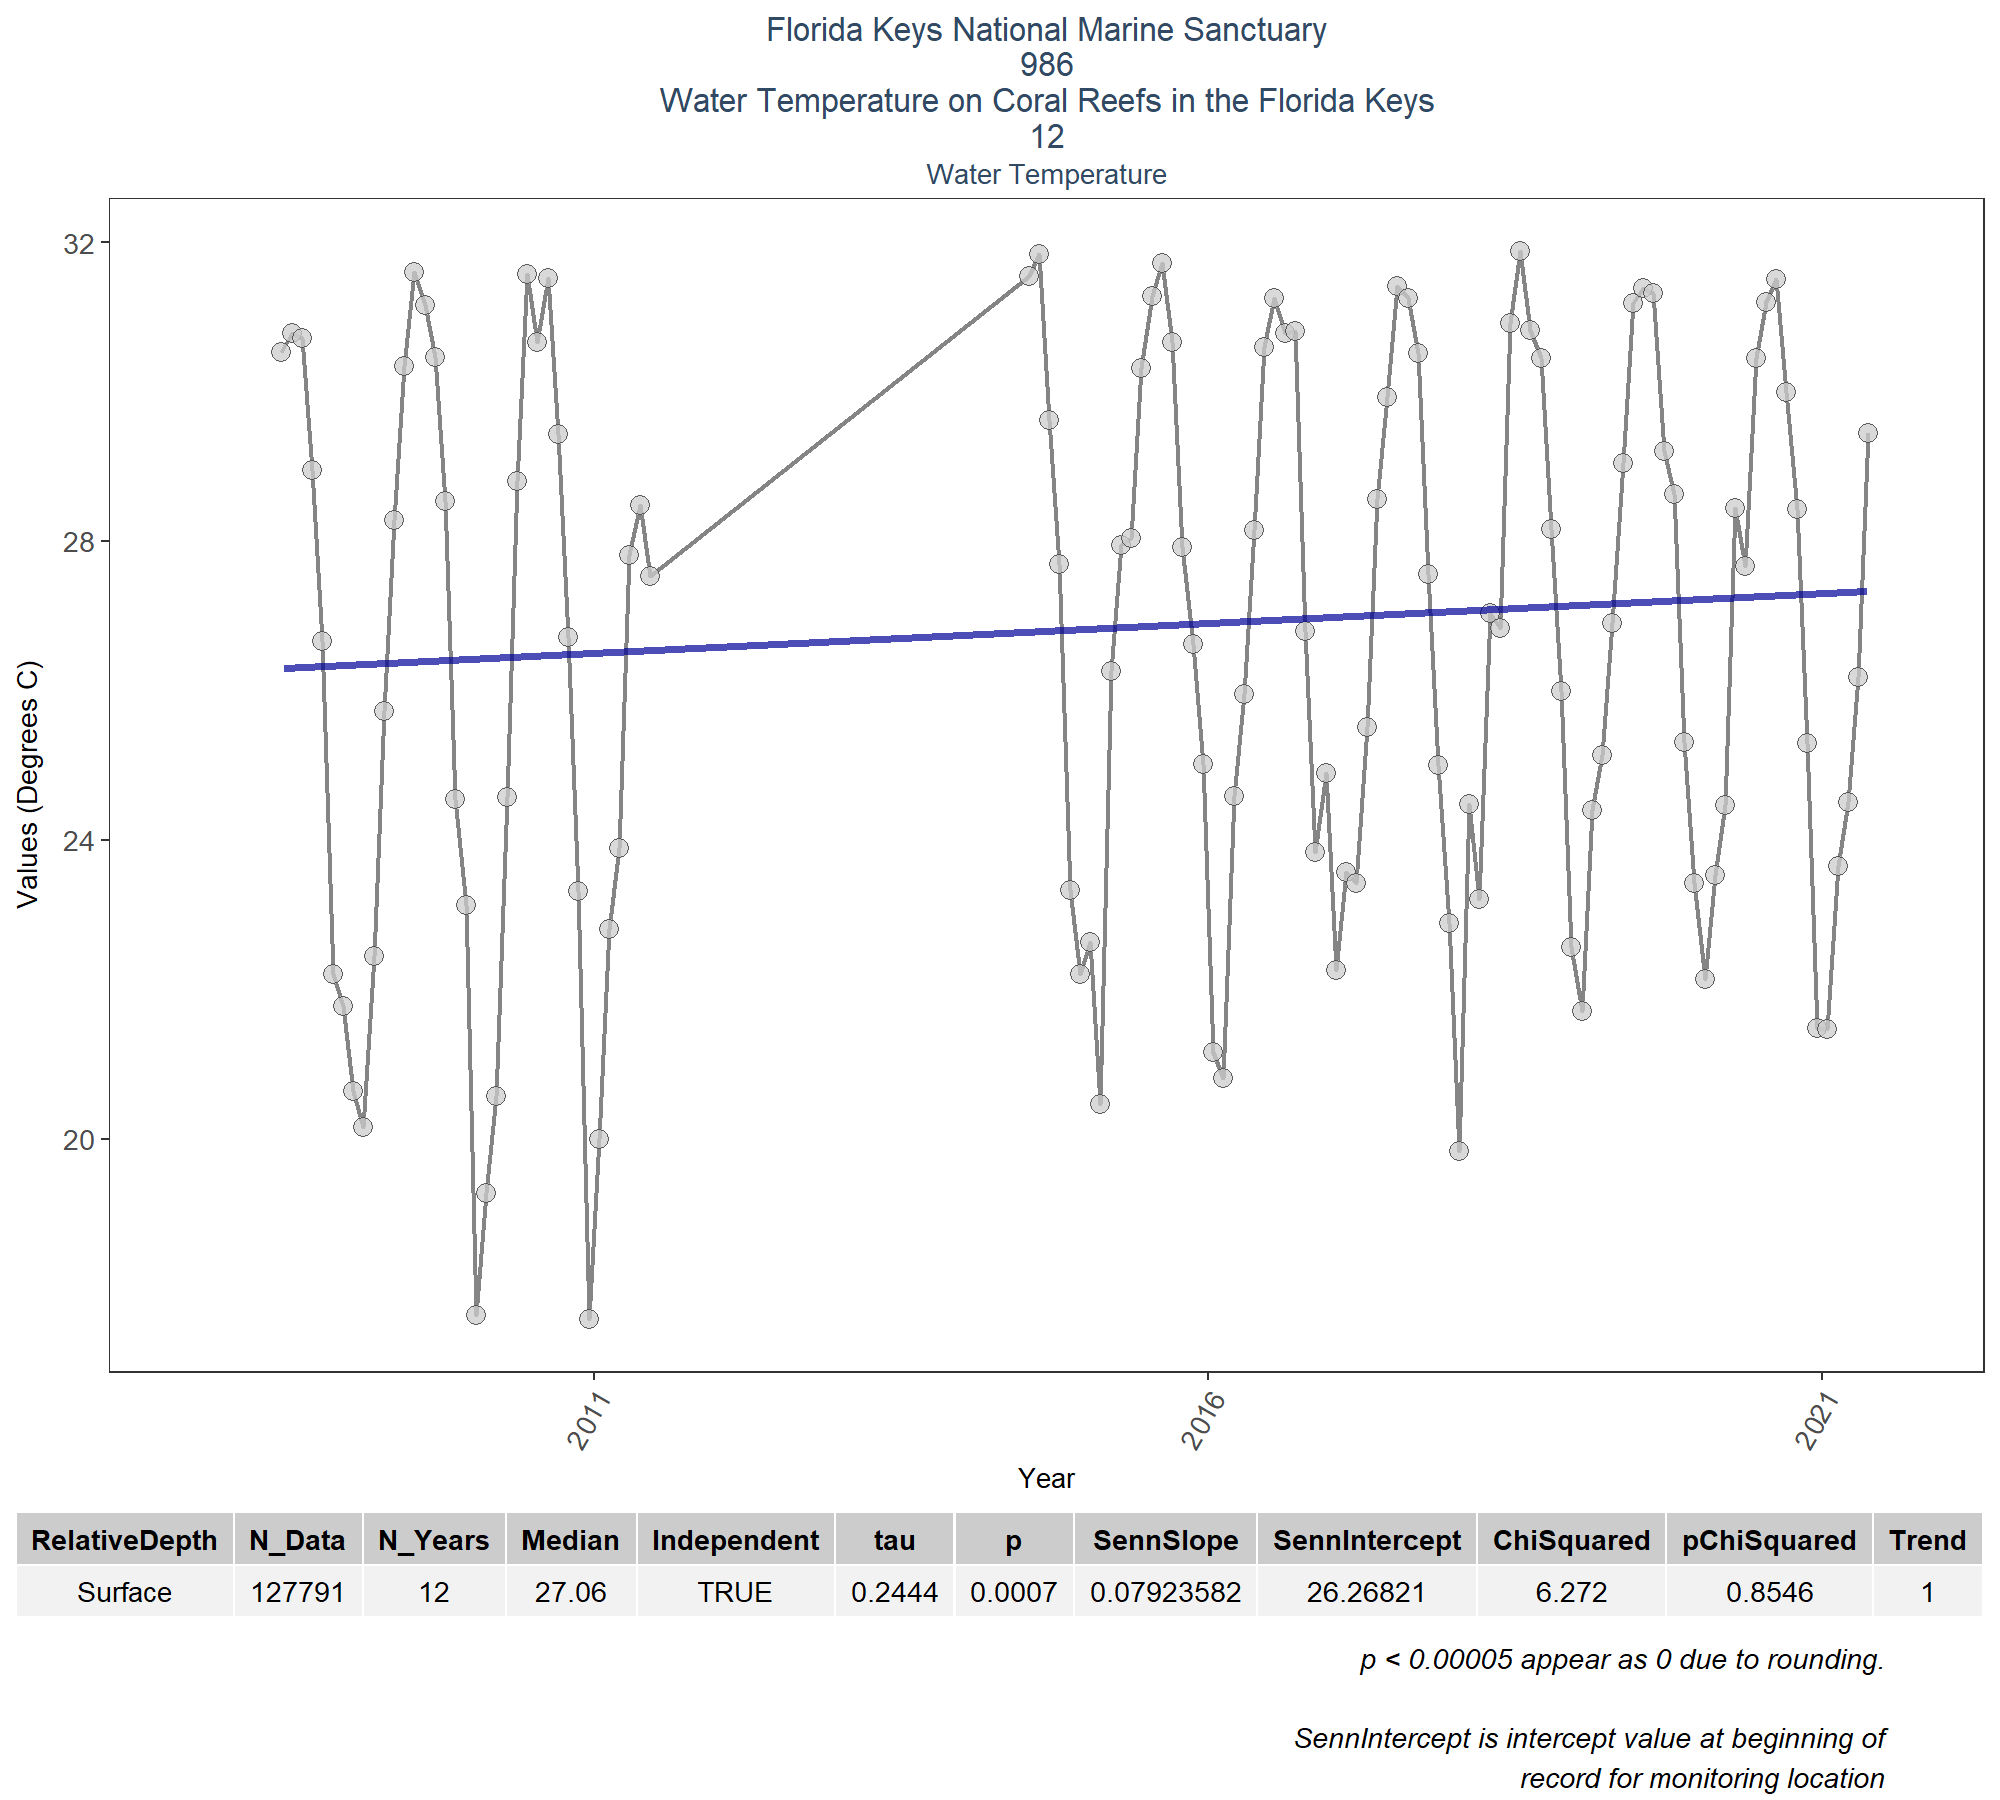 Florida Keys National Marine Sanctuary
986
Water Temperature on Coral Reefs in the Florida Keys
12
Water Temperature
32
28
24
20
Values (Degrees C)
2011
2016
2021
Year
RelativeDepth N_Data N_Years Median Independent tau p SennSlope SennIntercept ChiSquared pChiSquared Trend
Surface 127791 12 27.06 TRUE 0.2444 0.0007 0.07923582 26.26821 6.272 0.8546 1
p < 0.00005 appear as 0 due to rounding.
SennIntercept is intercept value at beginning of
record for monitoring location